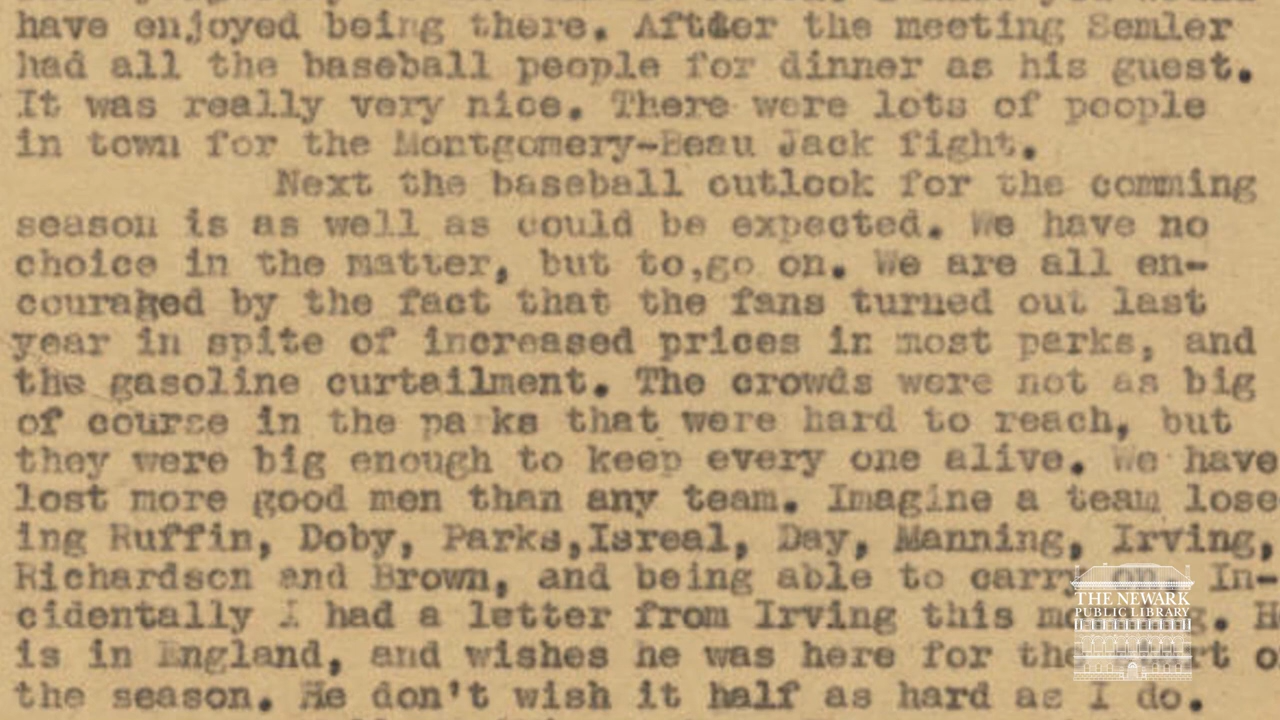 have enjoyed being there. Aftder the meeting Semler
had all the baseball people for dinner as his guest.
It was really very nice. There were lots of people
in town for the Montgomery-Beau Jack fight.
Next the baseball outlook for the comming
season is as well as could be expected. We have no
choice in the matter, but to,go on. We are all en-
couraged by the fact that the fans turned out last
year in spite of increased prices in most parks, and
the gasoline curtailment. The crowds were not as big
of course in the parks that were hard to reach, but
they were big enough to keep every one alive. We have
lost more good men than any team. Imagine a team lose
ing Ruffin, Doby, Parks,Isreal, Day, Manning, Irving,
Richardson and Brown, and being able to carry on. In-
cidentally I had a letter from Irving this
is in England, and wishes he was here for the
the season. He don't wish it half as hard as I do.
THE NEWARK
PUBLIC LIBRARY